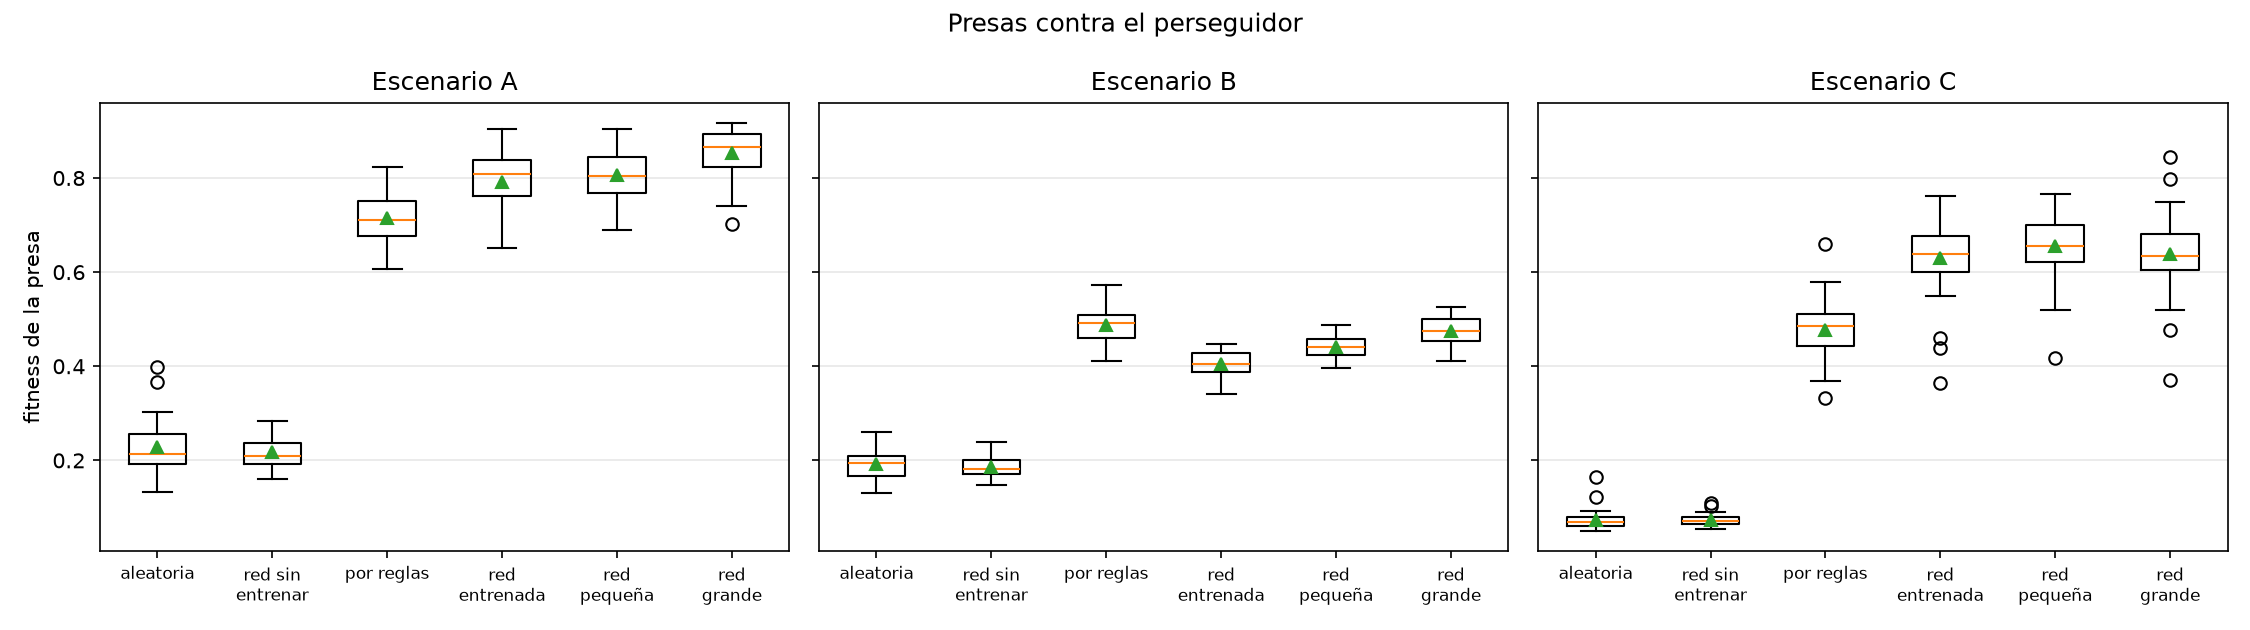 Presas contra el perseguidor
Escenario A
Escenario B
Escenario C
fitness de la presa
0.8
0.6
0.4
0.2
aleatoria
red sin
entrenar
por reglas
red
entrenada
red
pequeña
red
grande
aleatoria
red sin
entrenar
por reglas
red
entrenada
red
pequeña
red
grande
aleatoria
red sin
entrenar
por reglas
red
entrenada
red
pequeña
red
grande